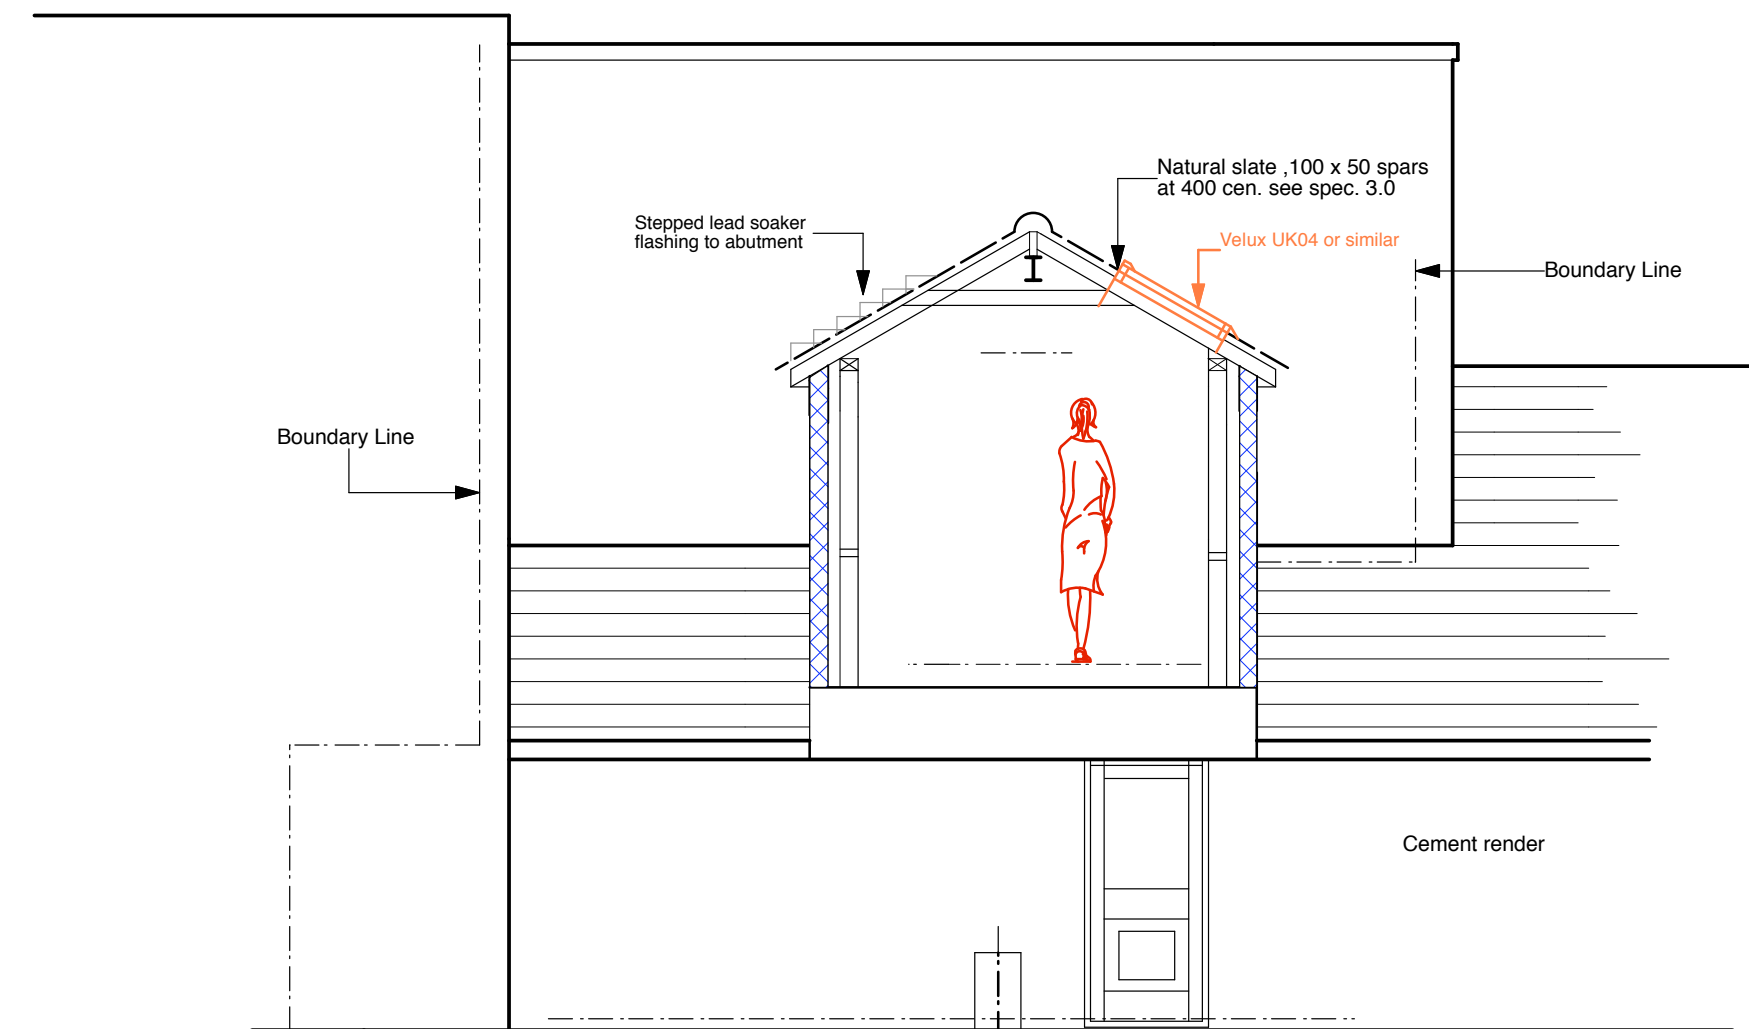 Natural slate ,100 x 50 spars
at 400 cen. see spec. 3.0
Stepped lead soaker
flashing to abutment
Velux UK04 or similar
Boundary Line
Boundary Line
Cement render